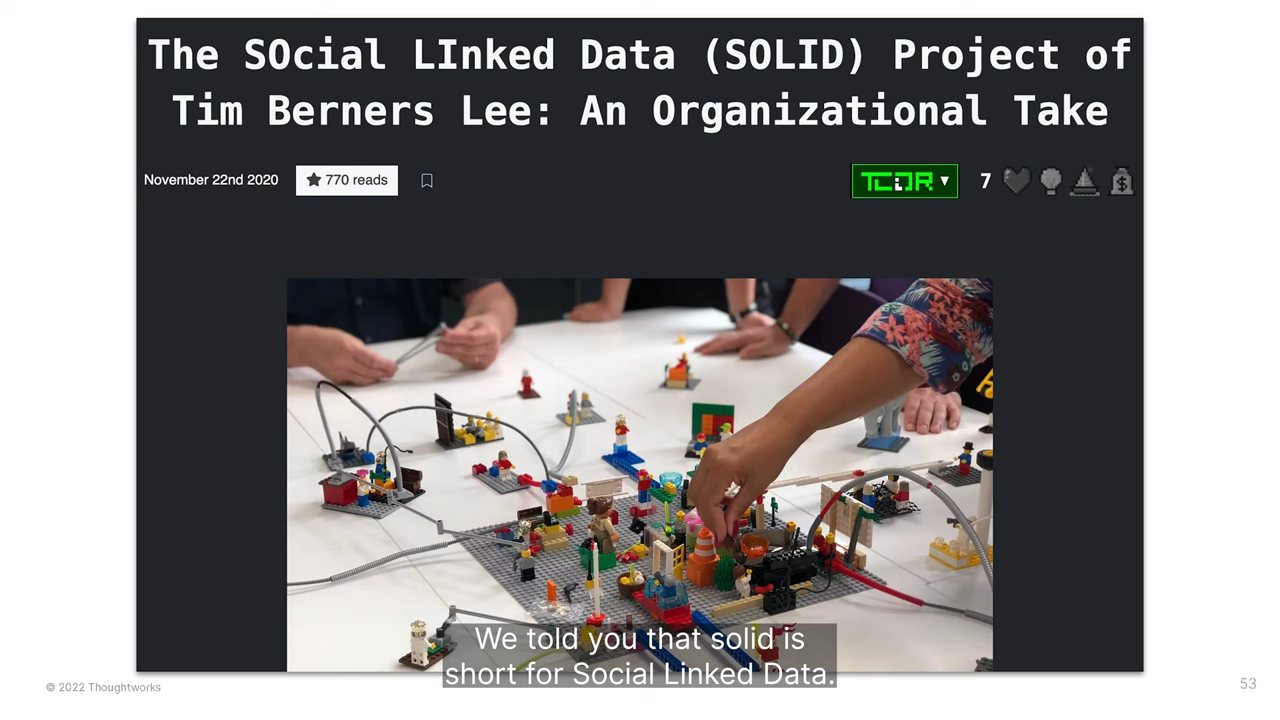 The SOcial LInked Data (SOLID) Project of
Tim Berners Lee: An Organizational Take
November 22nd 2020
770 reads
TCOR
7
We told you that solid is
short for Social Linked Data.
© 2022 Thoughtworks
53